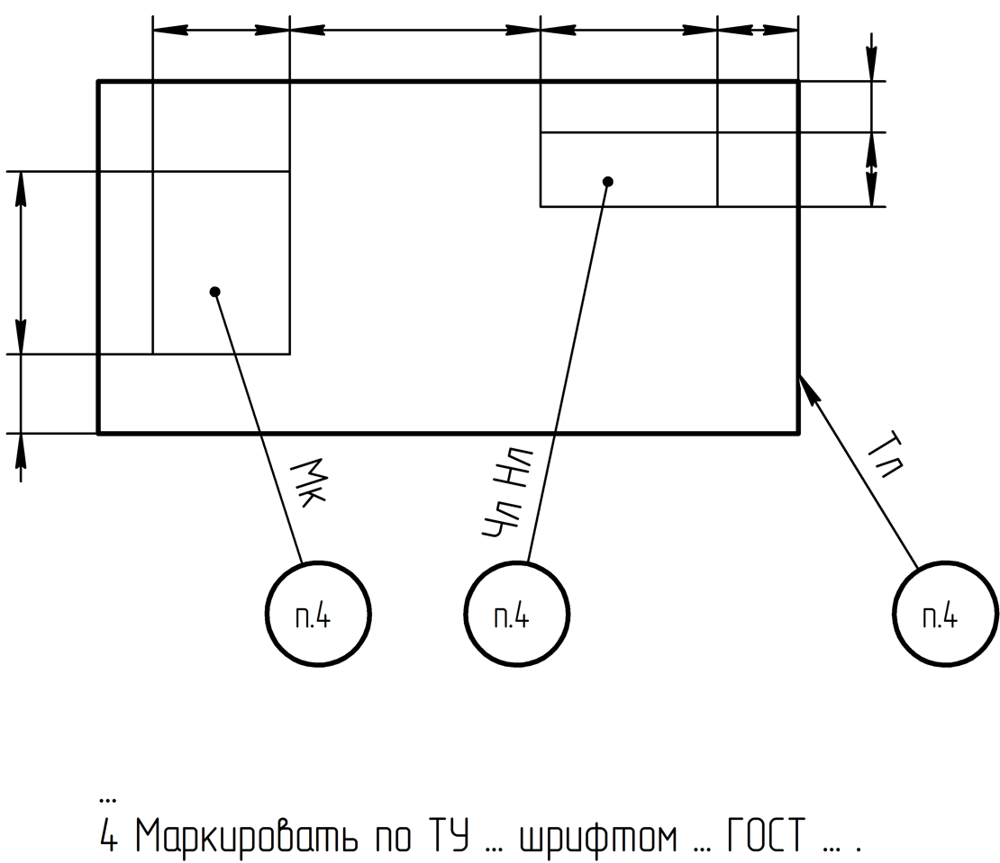 Мк
Чл Нл
Тл
п.4 п.4 п.4
...
4 Маркировать по ТУ ... шрифтом ... ГОСТ ... .